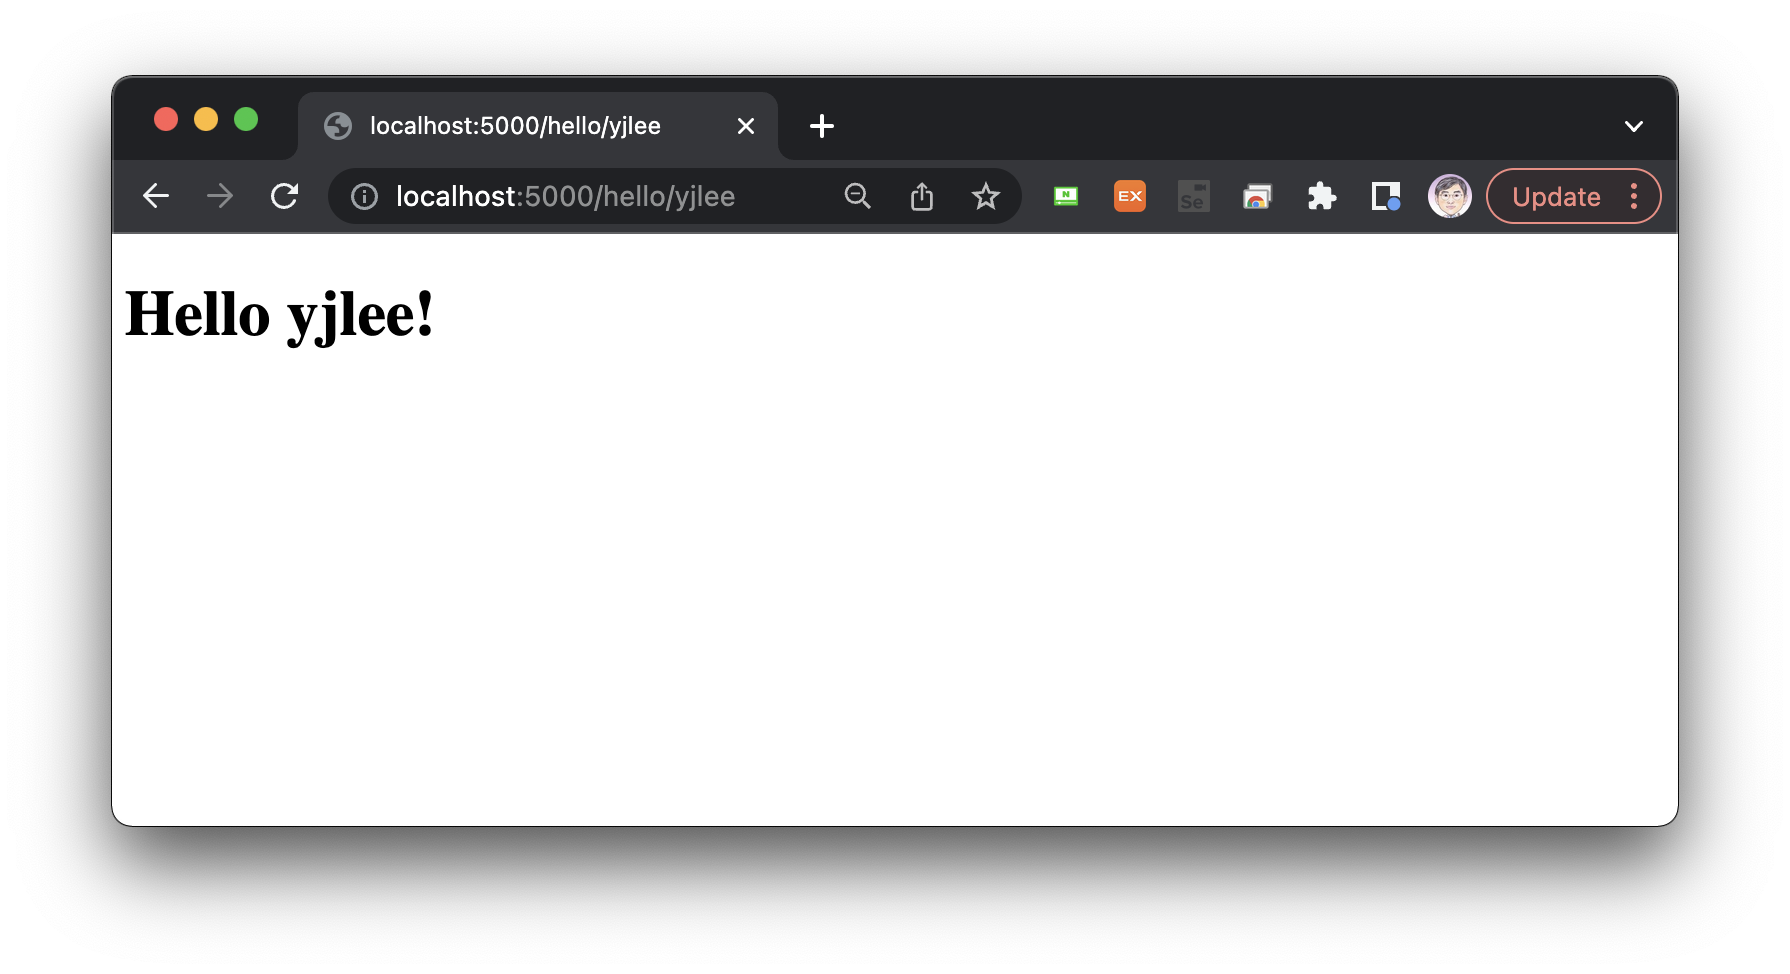 localhost:5000/hello/yjlee
localhost:5000/hello/yjlee
N
EX
Se
Update
Hello yjlee!